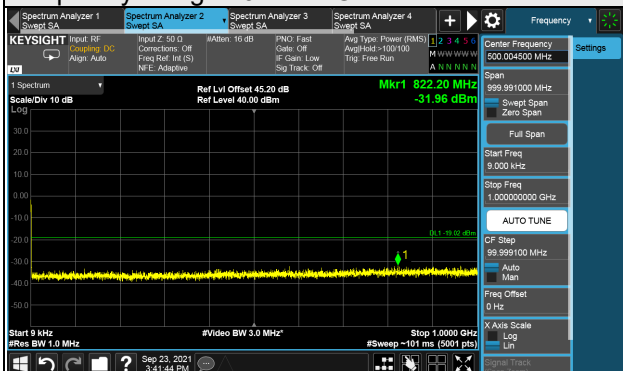 Spectrum Analyzer 1
Swept SA
Spectrum Analyzer 2
Swept SA
Spectrum Analyzer 3
Swept SA
Spectrum Analyzer 4
Swept SA
Frequency
KEYSIGHT
Input: RF
Coupling: DC
Align: Auto
Input Z: 50 Ω
Corrections: Off
Freq Ref: Int (S)
NFE: Adaptive
#Atten: 16 dB
PNO: Fast
Gate: Off
IF Gain: Low
Sig Track: Off
Avg Type: Power (RMS)
Avg|Hold:>100/100
Trig: Free Run
1 2 3 4 5 6
M W W W W W
A N N N N N
LXI
1 Spectrum
Scale/Div 10 dB
Log
Ref Lvl Offset 45.20 dB
Ref Level 40.00 dBm
Mkr1 822.20 MHz
-31.96 dBm
30.0
20.0
10.0
0.00
-10.0
-20.0
-30.0
-40.0
-50.0
DL1 -19.02 dBm
1
Start 9 kHz
#Res BW 1.0 MHz
#Video BW 3.0 MHz*
Stop 1.0000 GHz
#Sweep ~101 ms (5001 pts)
Center Frequency
500.004500 MHz
Settings
Span
999.991000 MHz
Swept Span
Zero Span
Full Span
Start Freq
9.000 kHz
Stop Freq
1.000000000 GHz
AUTO TUNE
CF Step
99.999100 MHz
Auto
Man
Freq Offset
0 Hz
X Axis Scale
Log
Lin
Signal Track
?
Sep 23, 2021
3:41:44 PM